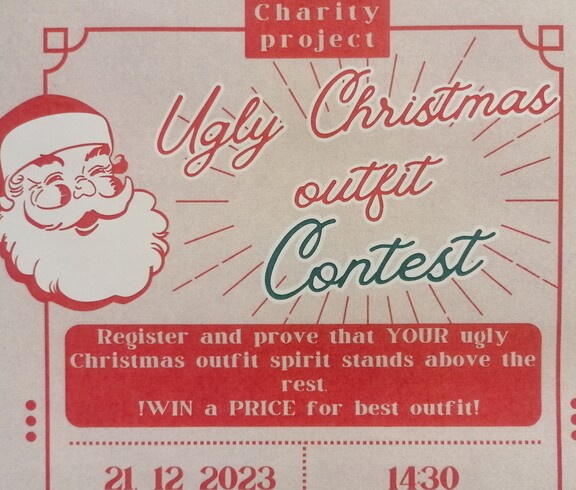 Charity
project
Ugly Christmas
outfit
Contest
Register and prove that YOUR ugly
Christmas outfit spirit stands above the
rest
!WIN a PRICE for best outfit!
21 12 2023 14:30